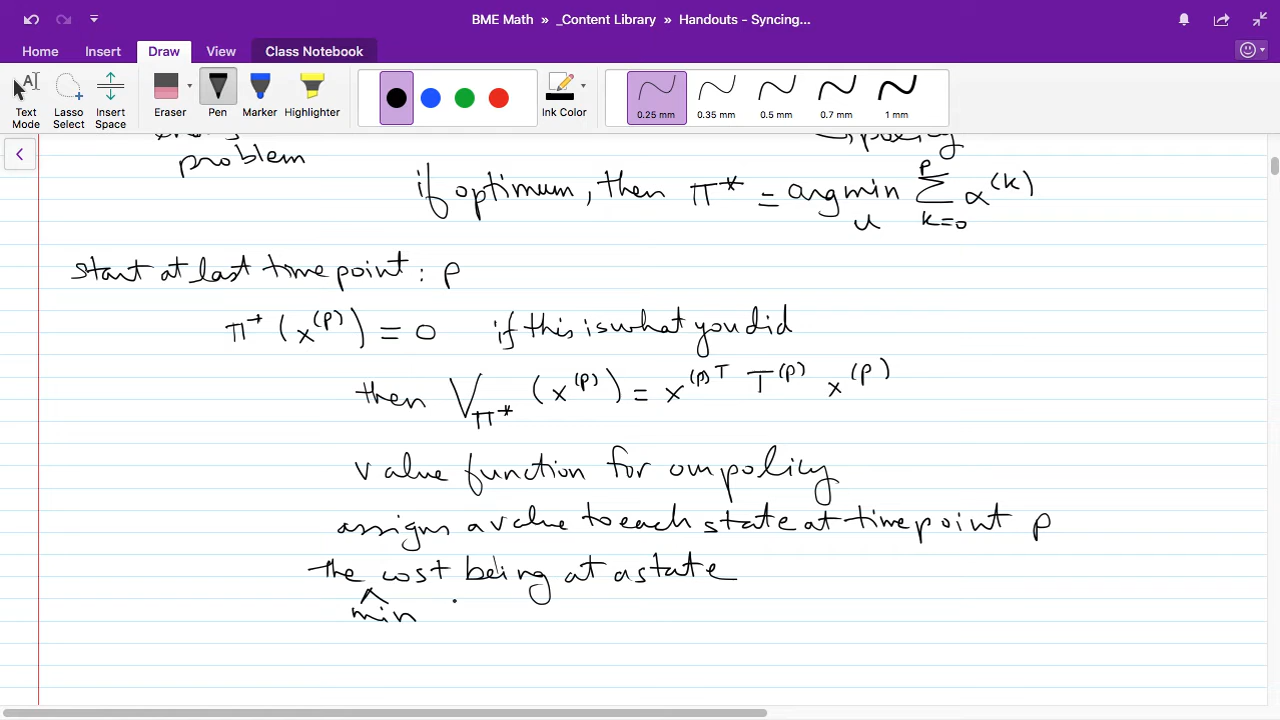 BME Math » _Content Library » Handouts - Syncing...
Home Insert Draw View Class Notebook
Text Mode Lasso Select Insert Space Eraser Pen Marker Highlighter Ink Color 0.25 mm 0.35 mm 0.5 mm 0.7 mm 1 mm
problem
if optimum, then π* = argmin_u Σ_{k=0}^{p} α^(k)
start at last time point : p
π* (x^(p)) = 0 if this is what you did
then V_π* (x^(p)) = x^(p)T T^(p) x^(p)
value function for our policy
assigns a value to each state at time point p
The cost being at a state
^
min